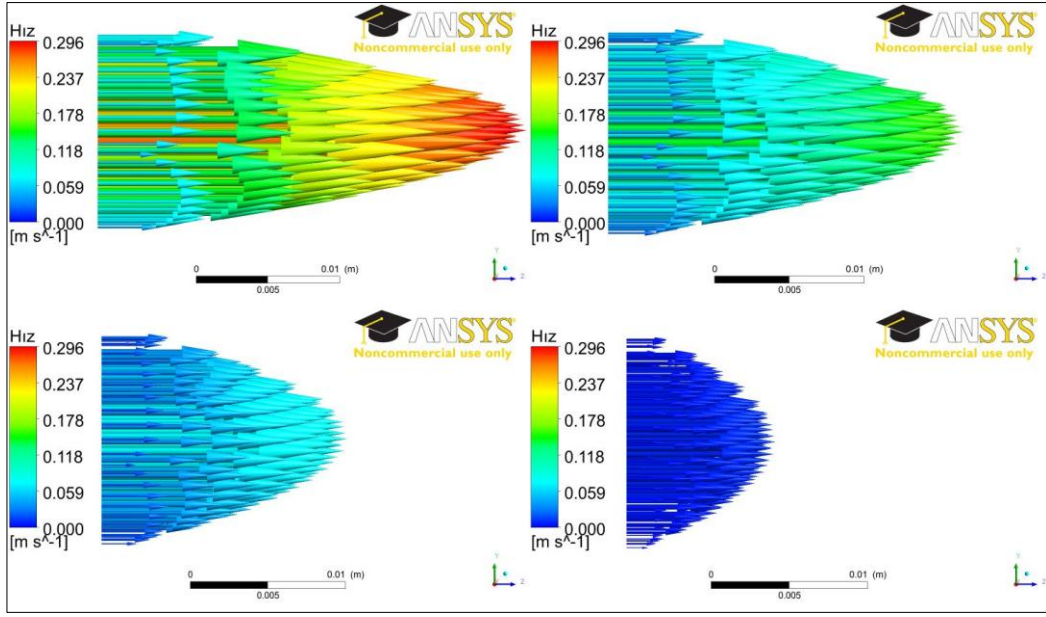 Hız
ANSYS
Noncommercial use only
0.296
0.237
0.178
0.118
0.059
0.000
[m s^-1]
0 0.01 (m)
0.005
Y
Z
Hız
ANSYS
Noncommercial use only
0.296
0.237
0.178
0.118
0.059
0.000
[m s^-1]
0 0.01 (m)
0.005
Y
Z
Hız
ANSYS
Noncommercial use only
0.296
0.237
0.178
0.118
0.059
0.000
[m s^-1]
0 0.01 (m)
0.005
Y
Z
Hız
ANSYS
Noncommercial use only
0.296
0.237
0.178
0.118
0.059
0.000
[m s^-1]
0 0.01 (m)
0.005
Y
Z